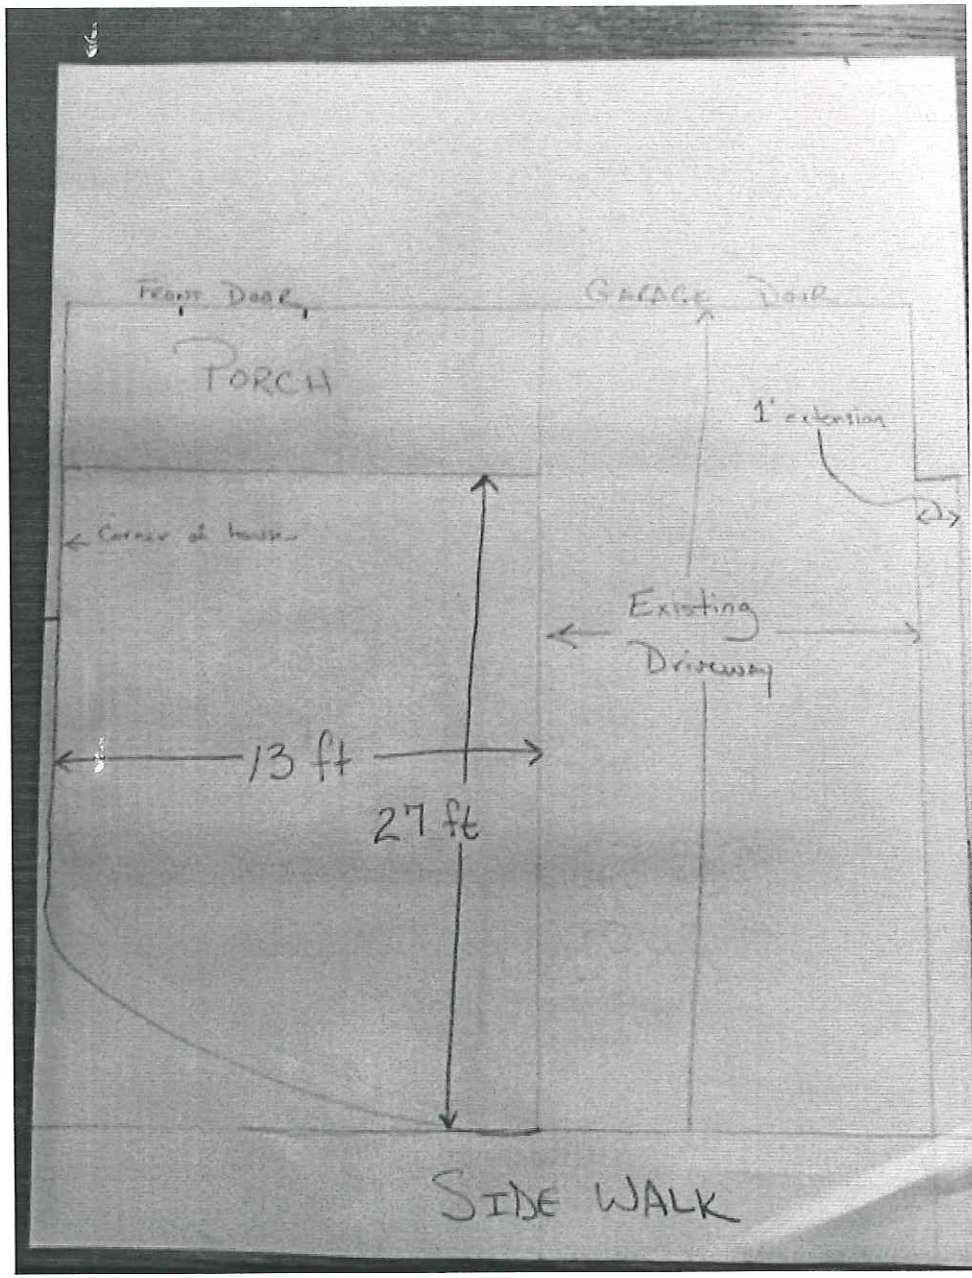 Front Door
GARAGE DOOR
PORCH
1' extension
← Corner of house
Existing
Driveway
13 ft
27 ft
SIDE WALK